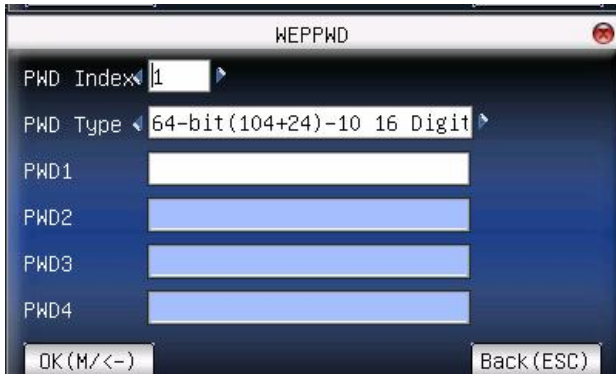 WEPPWD
PWD Index 1
PWD Type 64-bit(104+24)-10 16 Digit
PWD1
PWD2
PWD3
PWD4
OK(M/<-) Back(ESC)